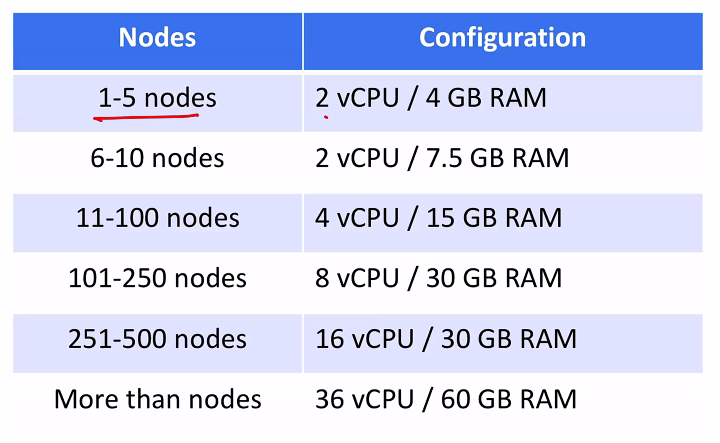 Nodes Configuration
1-5 nodes 2 vCPU / 4 GB RAM
6-10 nodes 2 vCPU / 7.5 GB RAM
11-100 nodes 4 vCPU / 15 GB RAM
101-250 nodes 8 vCPU / 30 GB RAM
251-500 nodes 16 vCPU / 30 GB RAM
More than nodes 36 vCPU / 60 GB RAM